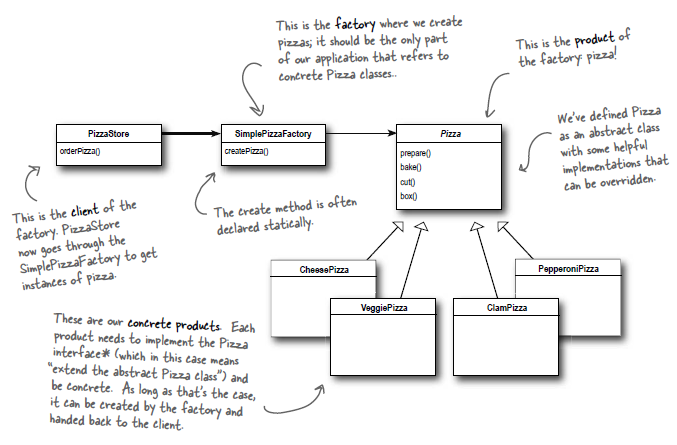 This is the factory where we create
pizzas; it should be the only part
of our application that refers to
concrete Pizza classes..
This is the product of
the factory: pizza!
PizzaStore
orderPizza()
SimplePizzaFactory
createPizza()
Pizza
prepare()
bake()
cut()
box()
We've defined Pizza
as an abstract class
with some helpful
implementations that
can be overridden.
This is the client of the
factory. PizzaStore
now goes through the
SimplePizzaFactory to get
instances of pizza.
The create method is often
declared statically.
CheesePizza
VeggiePizza
ClamPizza
PepperoniPizza
These are our concrete products. Each
product needs to implement the Pizza
interface* (which in this case means
"extend the abstract Pizza class") and
be concrete. As long as that's the case,
it can be created by the factory and
handed back to the client.